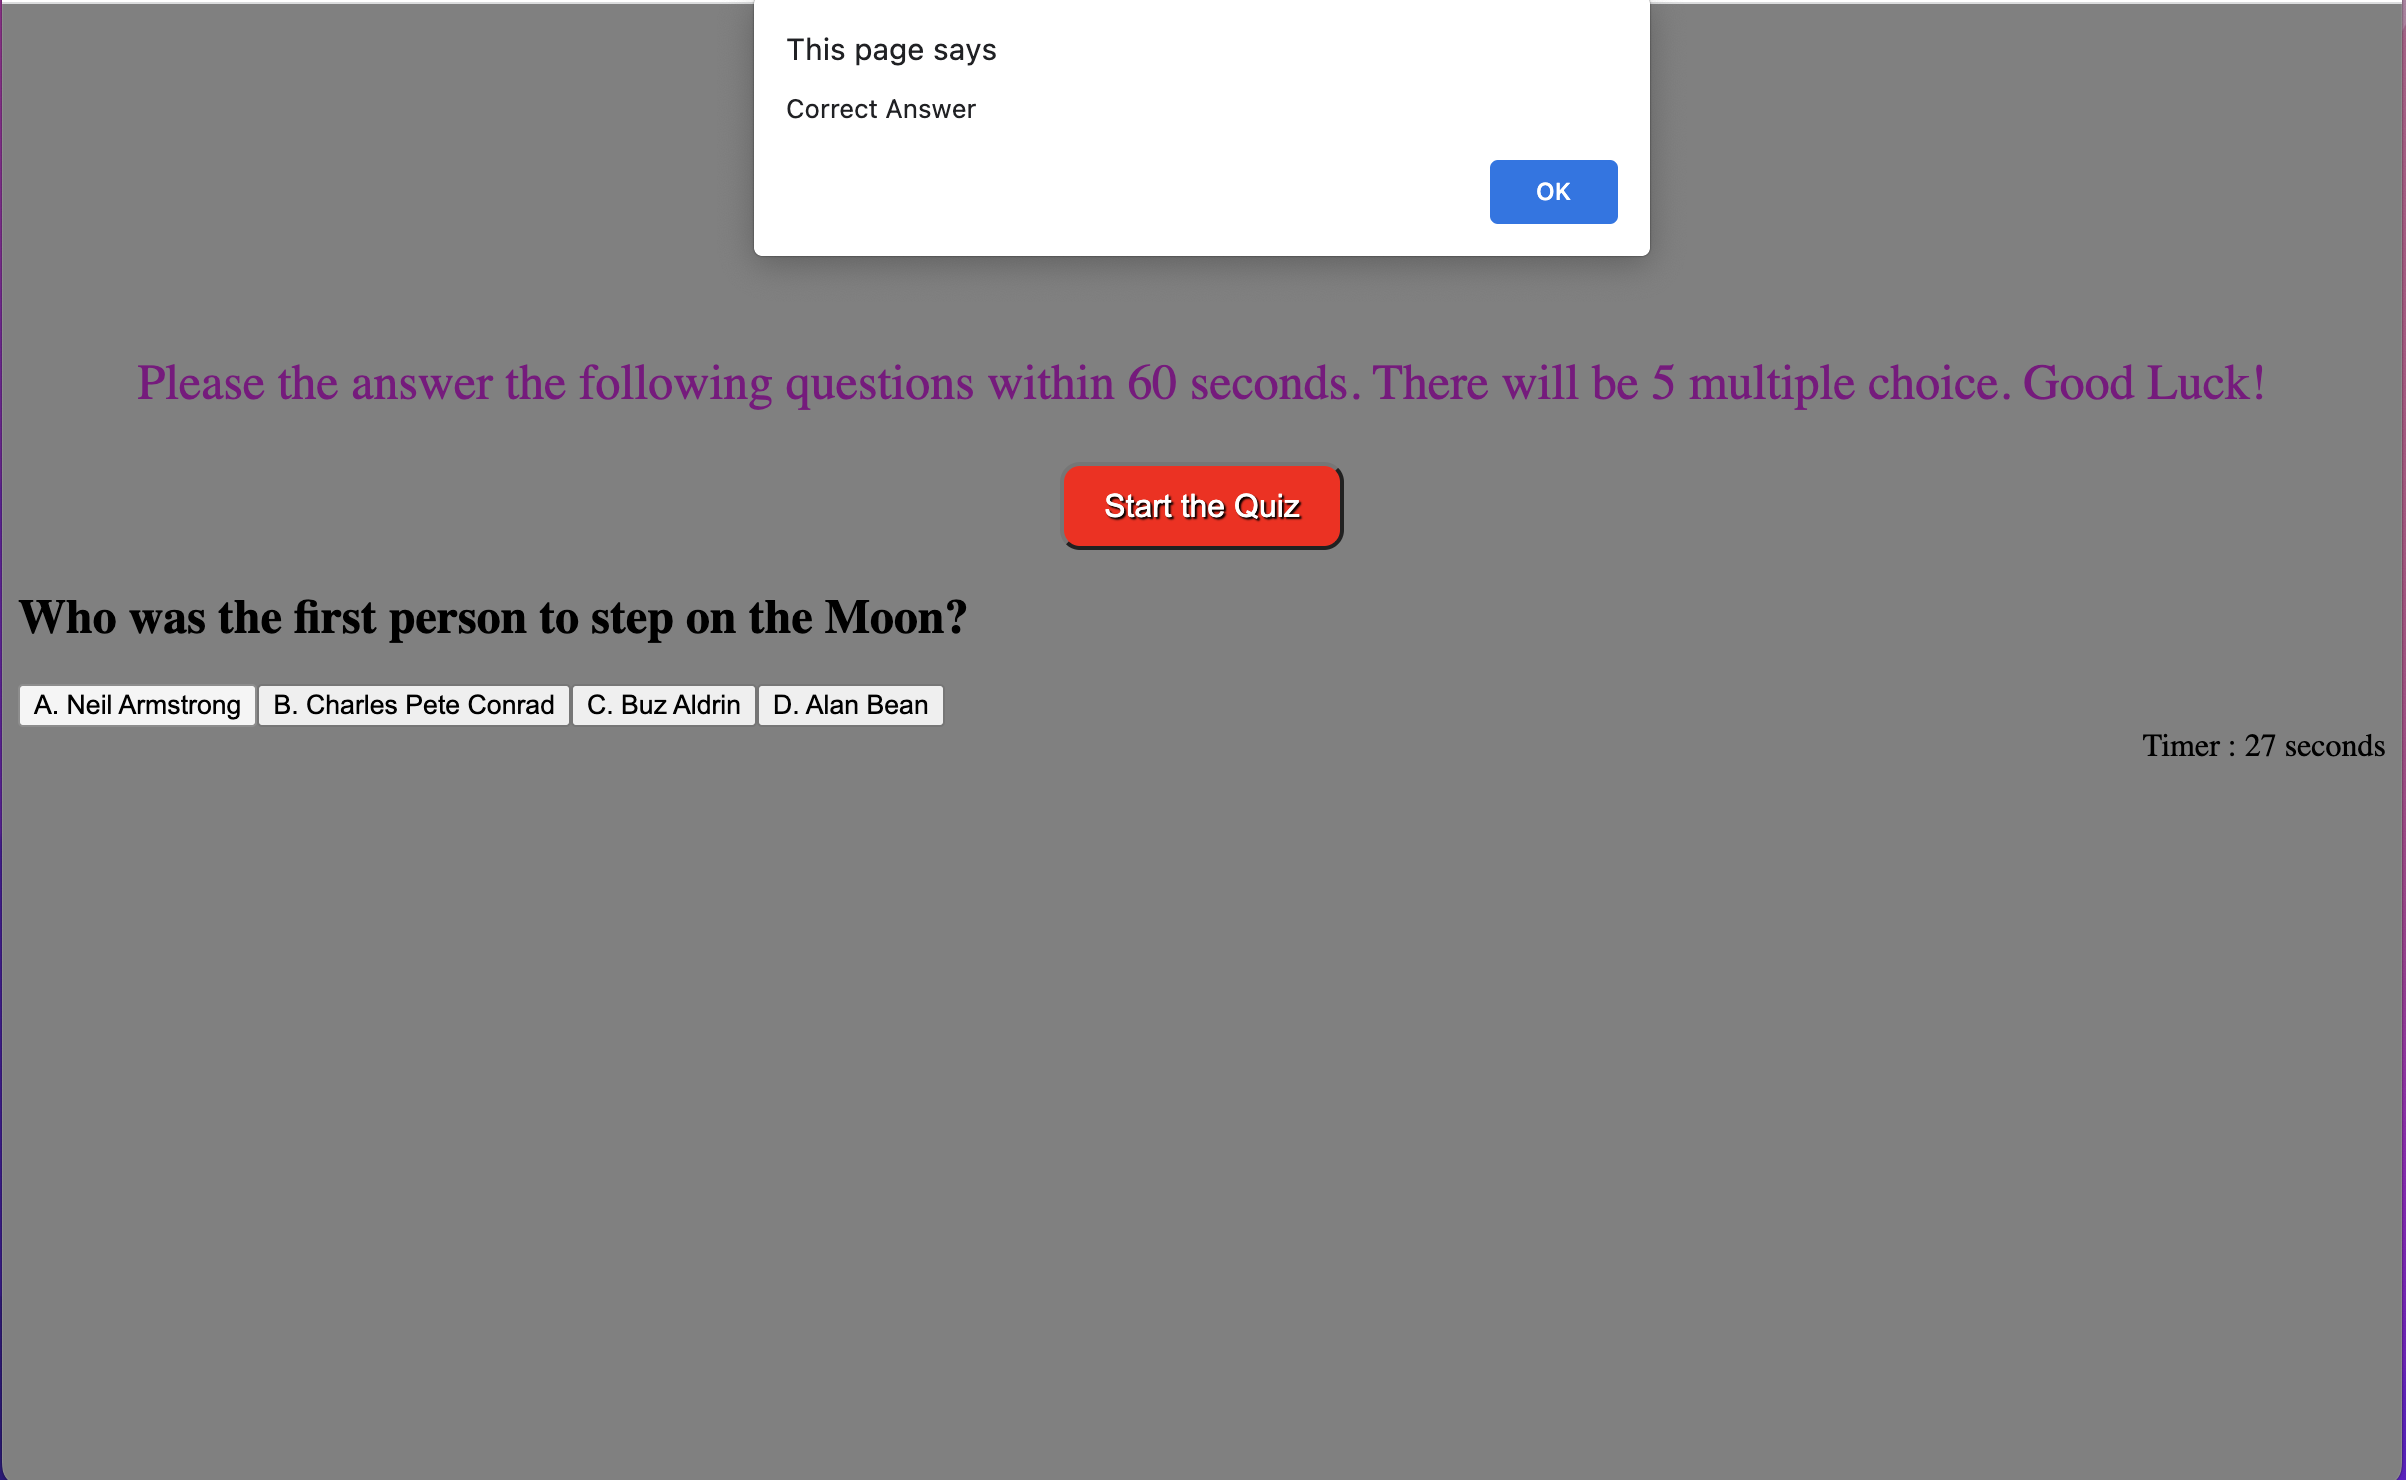 This page says
Correct Answer
OK
Please the answer the following questions within 60 seconds. There will be 5 multiple choice. Good Luck!
Start the Quiz
Who was the first person to step on the Moon?
A. Neil Armstrong B. Charles Pete Conrad C. Buz Aldrin D. Alan Bean
Timer : 27 seconds